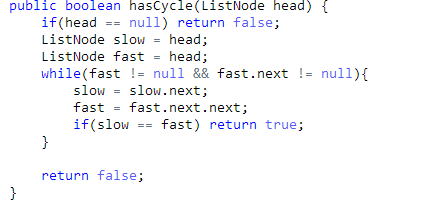 public boolean hasCycle(ListNode head) {
    if(head == null) return false;
    ListNode slow = head;
    ListNode fast = head;
    while(fast != null && fast.next != null){
        slow = slow.next;
        fast = fast.next.next;
        if(slow == fast) return true;
    }

    return false;
}